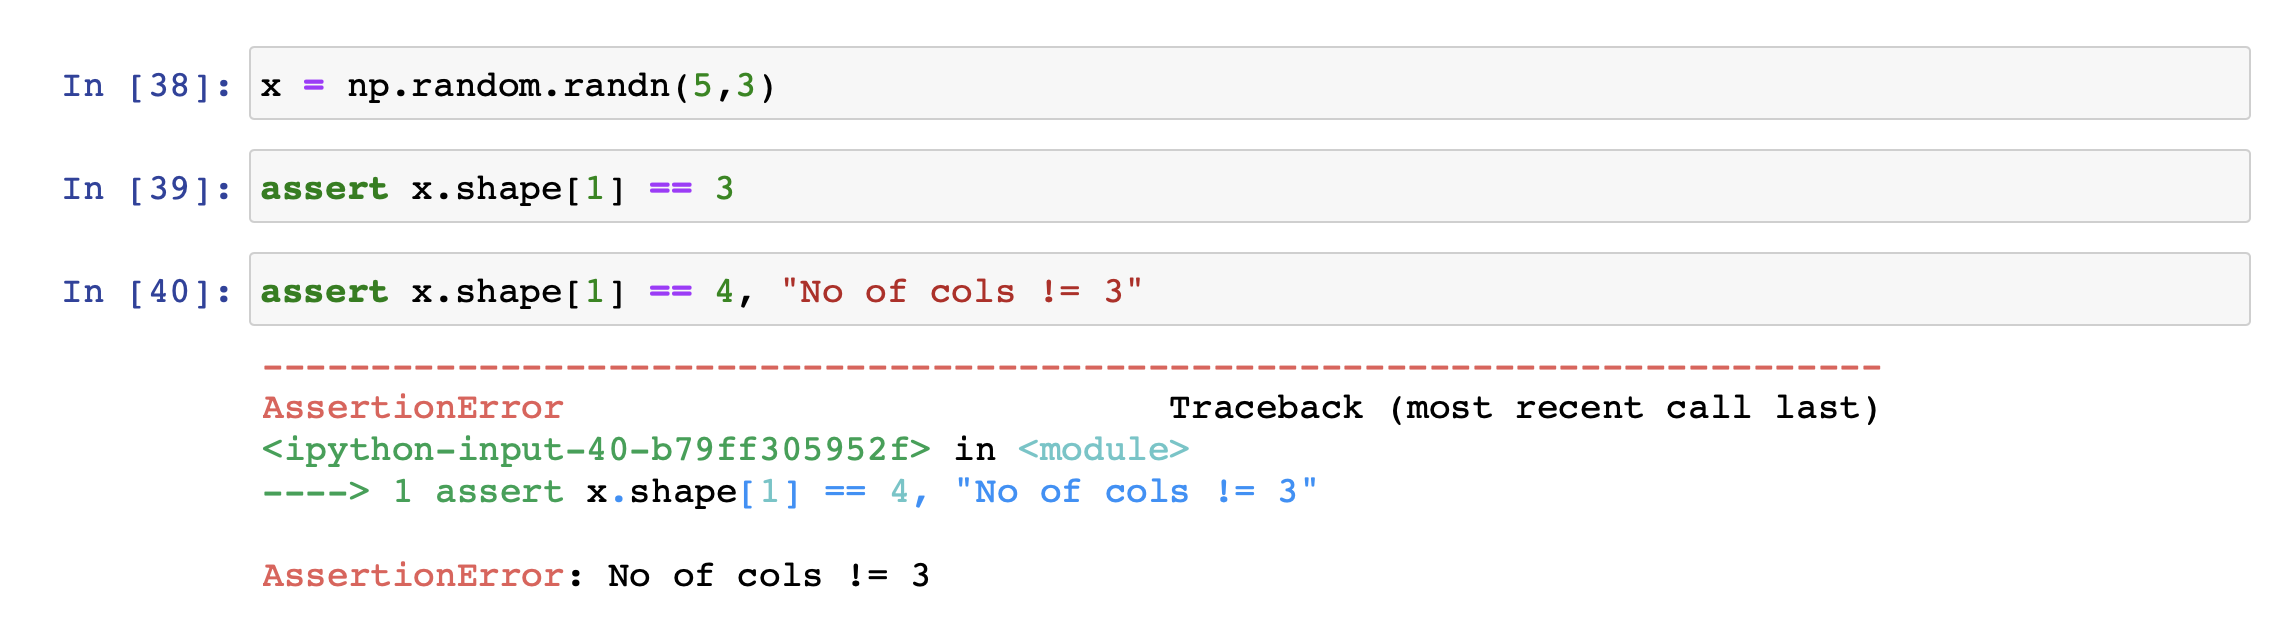 In [38]: x = np.random.randn(5,3)
In [39]: assert x.shape[1] == 3
In [40]: assert x.shape[1] == 4, "No of cols != 3"
---------------------------------------------------------------------------
AssertionError                            Traceback (most recent call last)
<ipython-input-40-b79ff305952f> in <module>
----> 1 assert x.shape[1] == 4, "No of cols != 3"
AssertionError: No of cols != 3